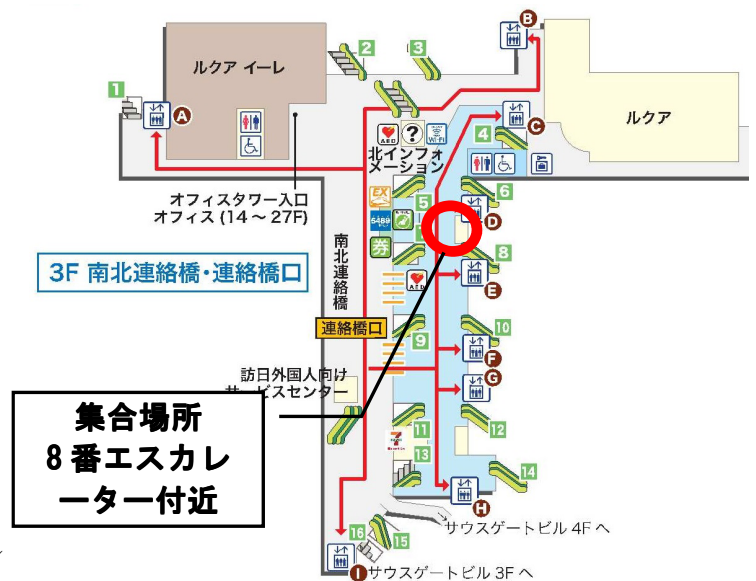 B
2
3
ルクア イーレ
1
A
C
ルクア
4
AED
?
Wi-Fi
北インフォ
メーション
オフィスタワー入口
オフィス (14 ～ 27F)
EX
5
6
5489
D
券
8
3F 南北連絡橋・連絡橋口
南北連絡橋
AED
E
連絡橋口
9
10
F
訪日外国人向け
サービスセンター
G
集合場所
8 番エスカレ
ーター付近
11
12
7
13
14
H
サウスゲートビル 4F へ
16
15
I
サウスゲートビル 3F へ